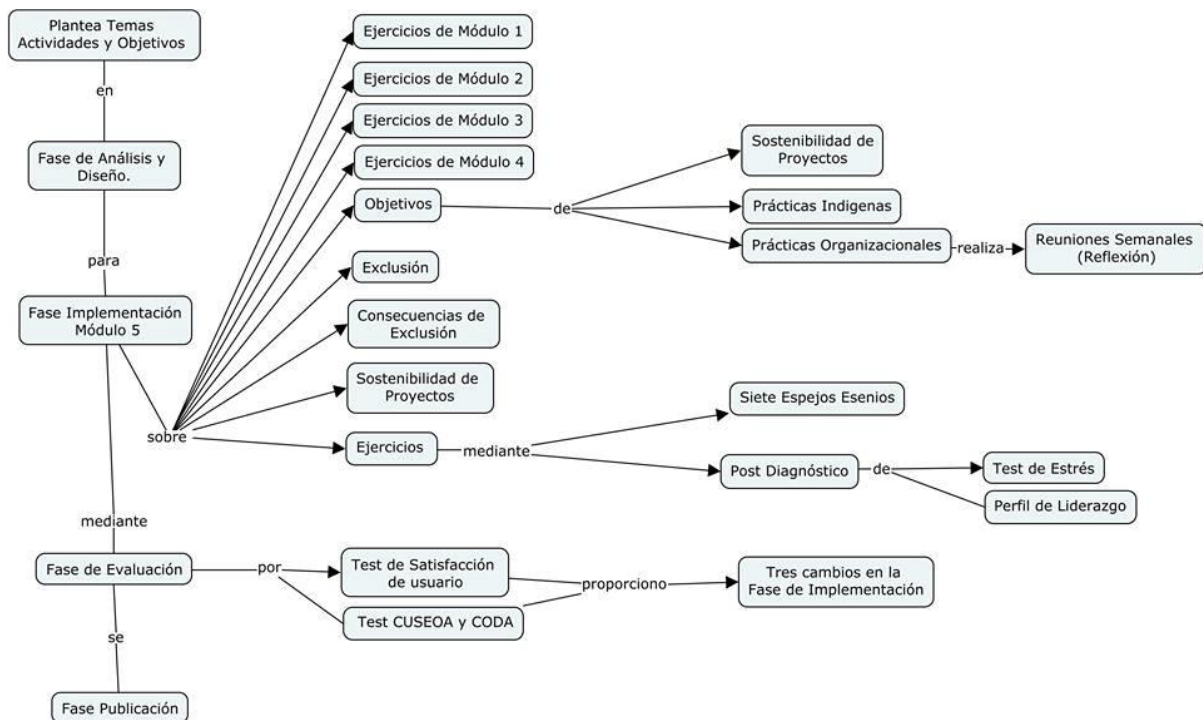 Plantea Temas
Actividades y Objetivos
en
Fase de Análisis y
Diseño.
para
Fase Implementación
Módulo 5
sobre
Ejercicios de Módulo 1
Ejercicios de Módulo 2
Ejercicios de Módulo 3
Ejercicios de Módulo 4
Objetivos
de
Sostenibilidad de
Proyectos
Prácticas Indigenas
Prácticas Organizacionales
realiza
Reuniones Semanales
(Reflexión)
Exclusión
Consecuencias de
Exclusión
Sostenibilidad de
Proyectos
Ejercicios
mediante
Siete Espejos Esenios
Post Diagnóstico
de
Test de Estrés
Perfil de Liderazgo
mediante
Fase de Evaluación
por
Test de Satisfacción
de usuario
Test CUSEOA y CODA
proporciono
Tres cambios en la
Fase de Implementación
se
Fase Publicación